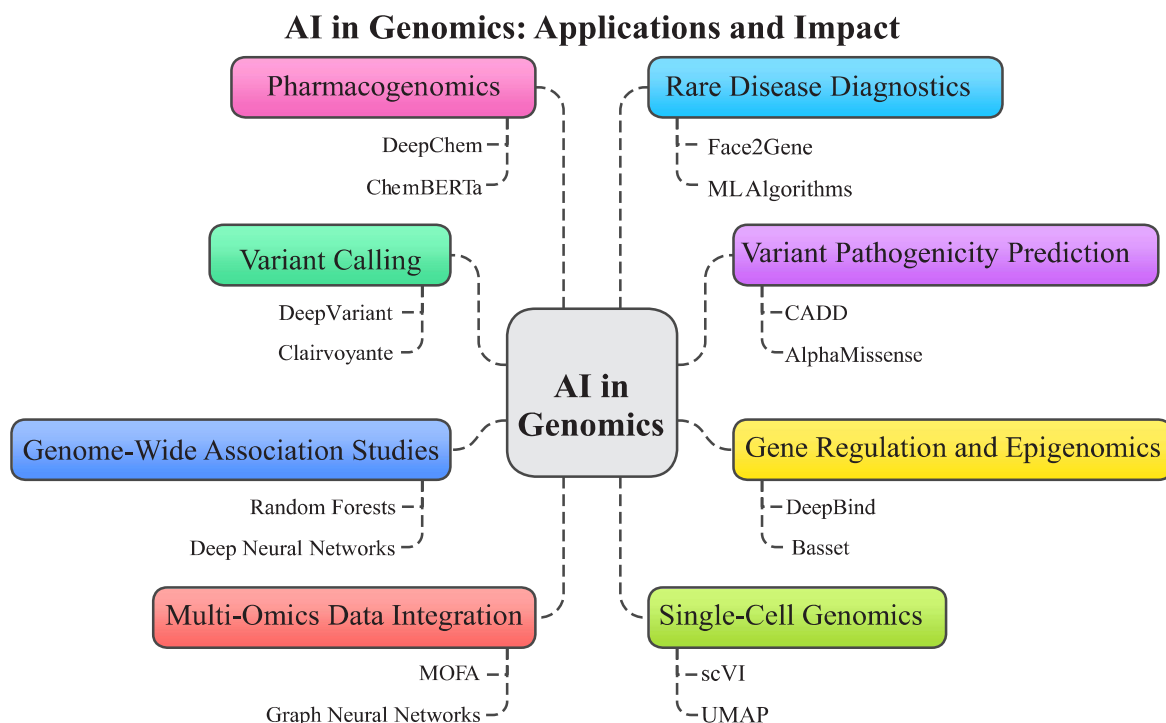 AI in Genomics: Applications and Impact
Pharmacogenomics
DeepChem
ChemBERTa
Rare Disease Diagnostics
Face2Gene
ML Algorithms
Variant Calling
DeepVariant
Clairvoyante
Variant Pathogenicity Prediction
CADD
AlphaMissense
AI in
Genomics
Genome-Wide Association Studies
Random Forests
Deep Neural Networks
Gene Regulation and Epigenomics
DeepBind
Basset
Multi-Omics Data Integration
MOFA
Graph Neural Networks
Single-Cell Genomics
scVI
UMAP